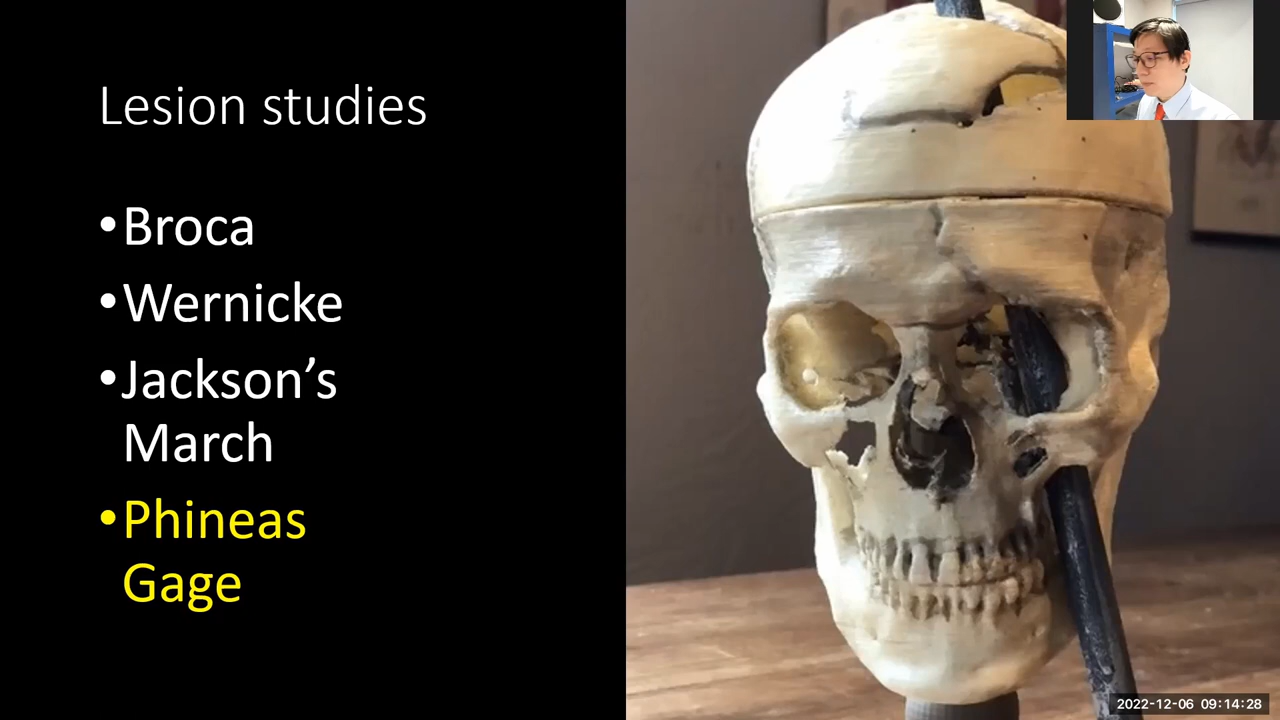 Lesion studies
•Broca
•Wernicke
•Jackson’s
March
•Phineas
Gage
2022-12-06 09:14:28